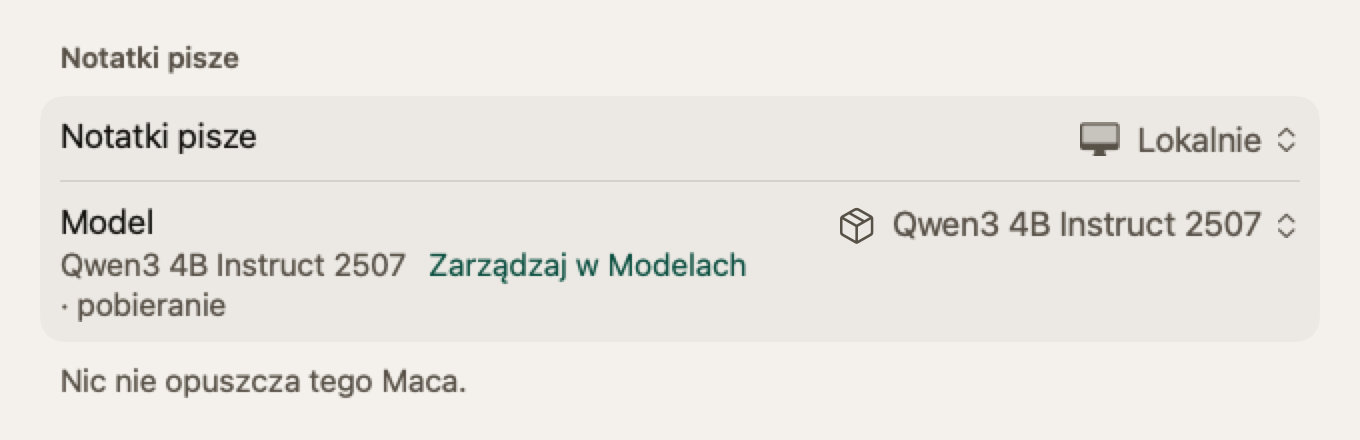 Notatki pisze
Notatki pisze
Lokalnie
Model
Qwen3 4B Instruct 2507
Qwen3 4B Instruct 2507 Zarządzaj w Modelach
· pobieranie
Nic nie opuszcza tego Maca.